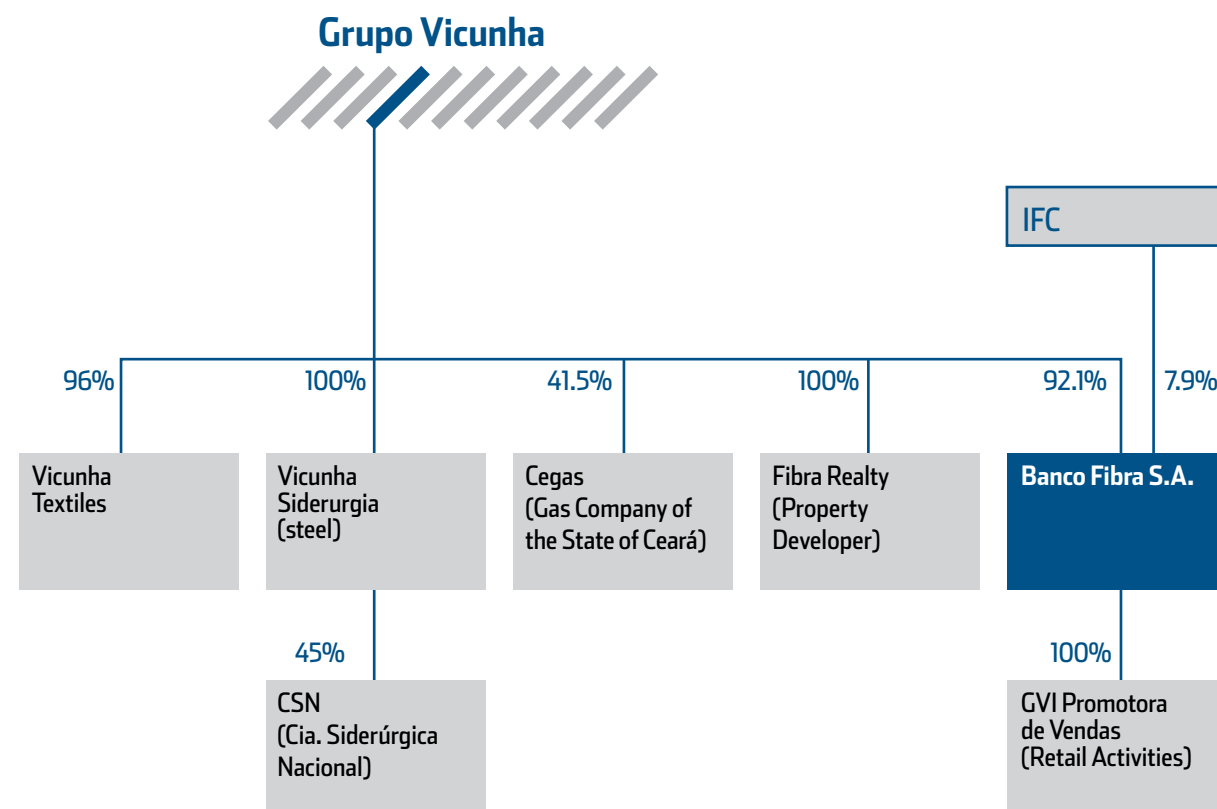 Grupo Vicunha
IFC
96%
100%
41.5%
100%
92.1%
7.9%
Vicunha
Textiles
Vicunha
Siderurgia
(steel)
Cegas
(Gas Company of
the State of Ceará)
Fibra Realty
(Property
Developer)
Banco Fibra S.A.
45%
100%
CSN
(Cia. Siderúrgica
Nacional)
GVI Promotora
de Vendas
(Retail Activities)